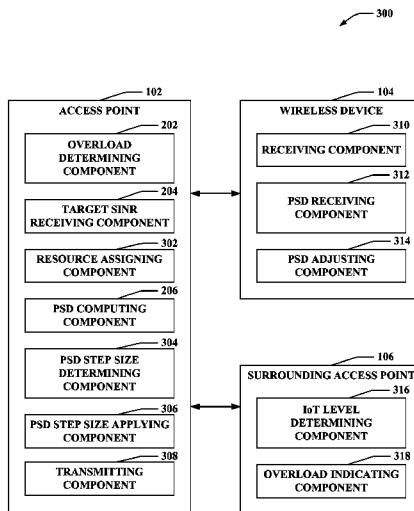 300
102
ACCESS POINT
202
OVERLOAD
DETERMINING
COMPONENT
204
TARGET SINR
RECEIVING COMPONENT
302
RESOURCE ASSIGNING
COMPONENT
206
PSD COMPUTING
COMPONENT
304
PSD STEP SIZE
DETERMINING
COMPONENT
306
PSD STEP SIZE APPLYING
COMPONENT
308
TRANSMITTING
COMPONENT
104
WIRELESS DEVICE
310
RECEIVING COMPONENT
312
PSD RECEIVING
COMPONENT
314
PSD ADJUSTING
COMPONENT
106
SURROUNDING ACCESS POINT
316
IoT LEVEL
DETERMINING
COMPONENT
318
OVERLOAD INDICATING
COMPONENT